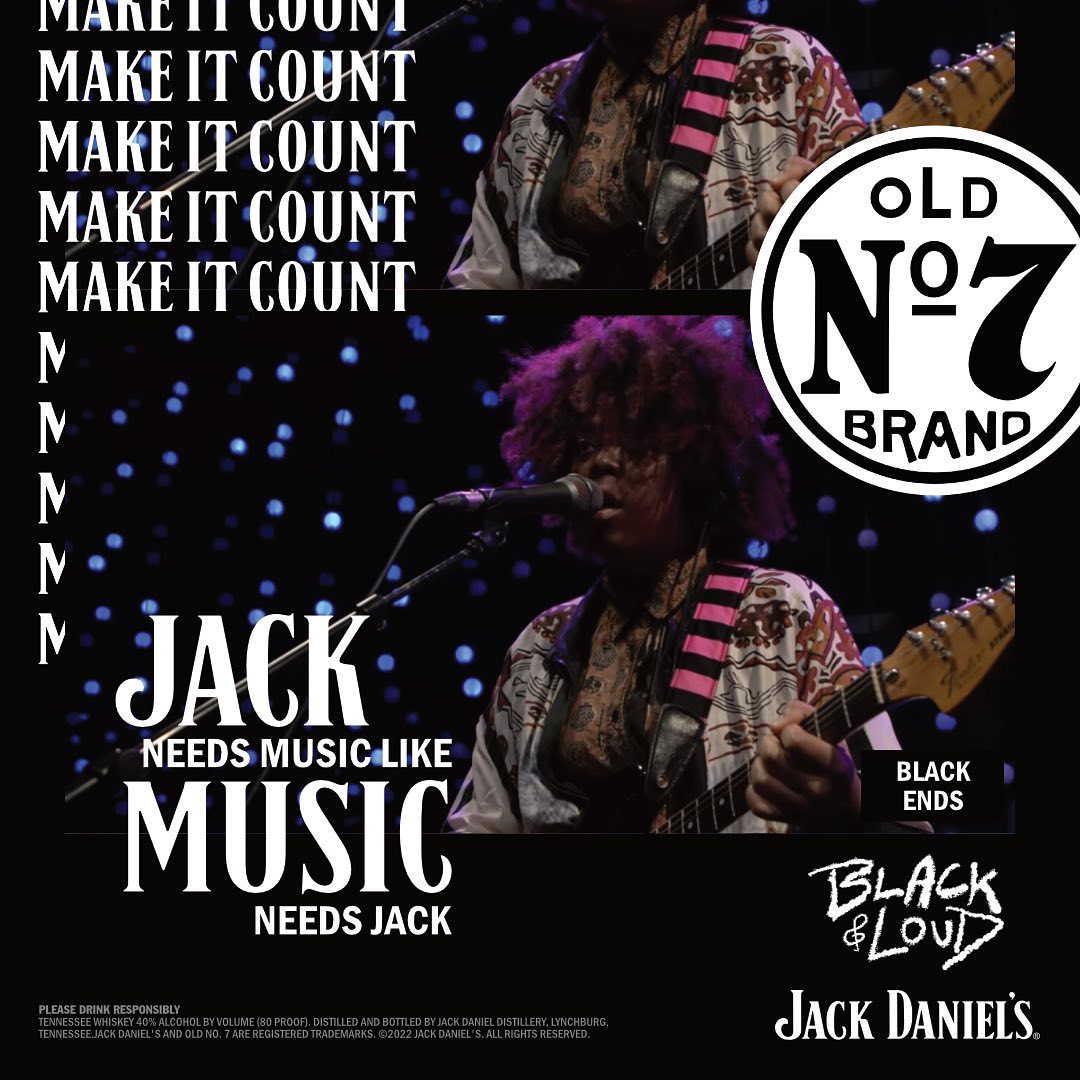 MAKE IT COUNT
MAKE IT COUNT
MAKE IT COUNT
MAKE IT COUNT
MAKE IT COUNT
M
M
M
M
M
OLD
Nº7
BRAND
JACK
NEEDS MUSIC LIKE
MUSIC
NEEDS JACK
BLACK
ENDS
BLACK
& LOUD
JACK DANIEL'S®
PLEASE DRINK RESPONSIBLY
TENNESSEE WHISKEY 40% ALCOHOL BY VOLUME (80 PROOF). DISTILLED AND BOTTLED BY JACK DANIEL DISTILLERY, LYNCHBURG,
TENNESSEE.JACK DANIEL'S AND OLD NO. 7 ARE REGISTERED TRADEMARKS. ©2022 JACK DANIEL'S. ALL RIGHTS RESERVED.